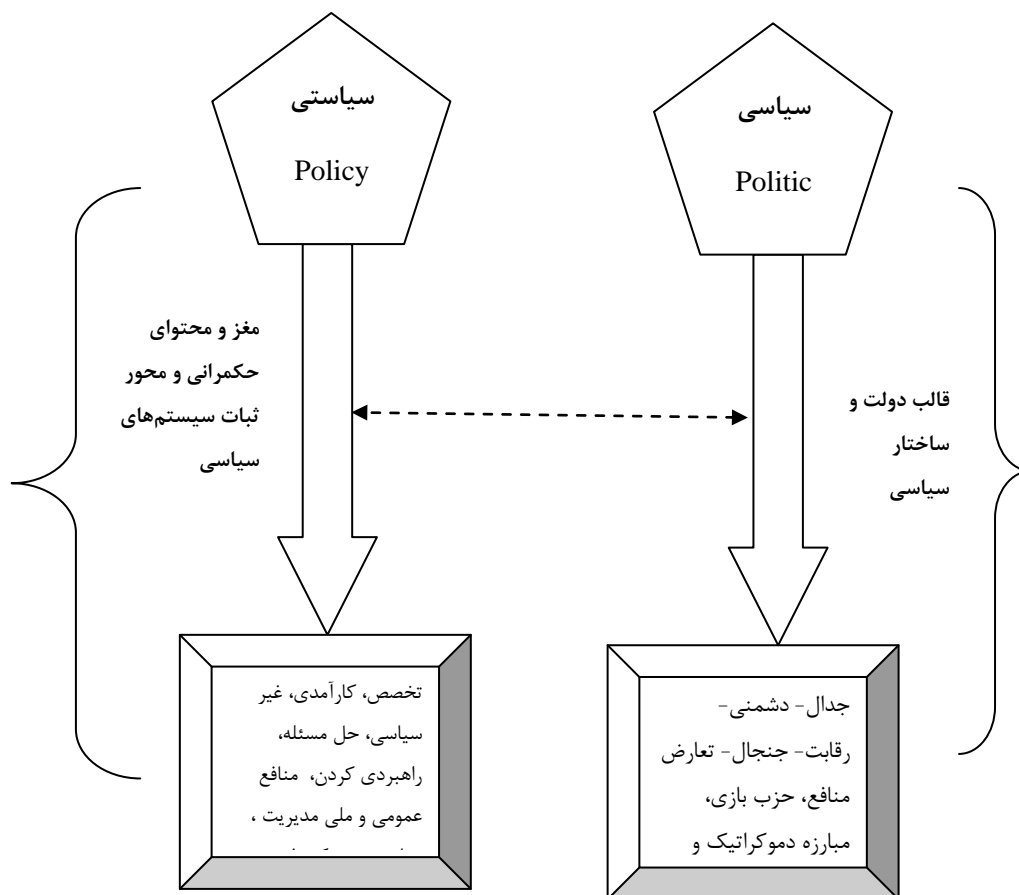 سیاسی
Politic
سیاستی
Policy
قالب دولت و
ساختار
سیاسی
مغز و محتوای
حکمرانی و محور
ثبات سیستم‌های
سیاسی
جدال- دشمنی-
رقابت- جنجال- تعارض
منافع، حزب بازی،
مبارزه دموکراتیک و
تخصص، کارآمدی، غیر
سیاسی، حل مسئله،
راهبردی کردن، منافع
عمومی و ملی مدیریت ،